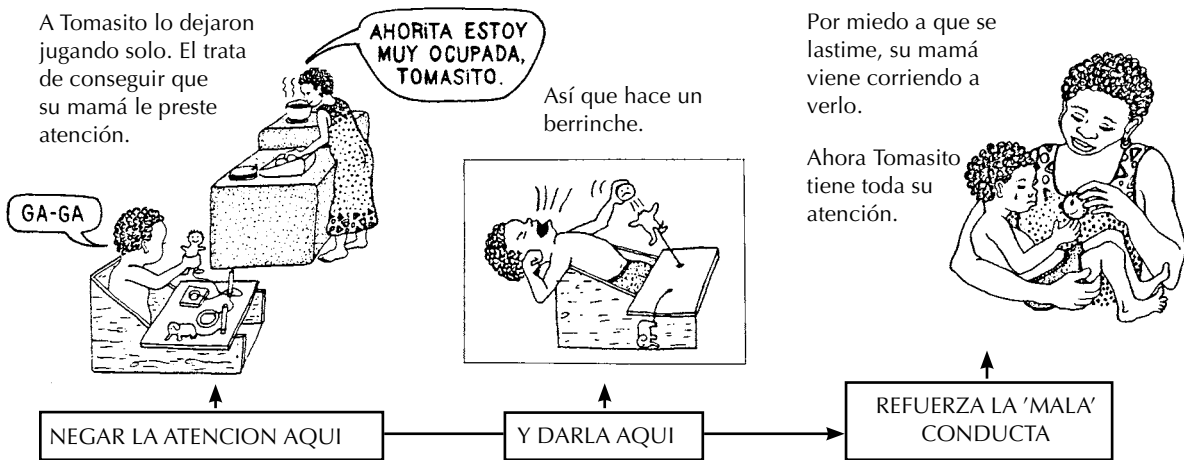 A Tomasito lo dejaron
jugando solo. El trata
de conseguir que
su mamá le preste
atención.
AHORiTA ESTOY
MUY OCUPADA,
TOMASiTO.
GA-GA
Así que hace un
berrinche.
Por miedo a que se
lastime, su mamá
viene corriendo a
verlo.
Ahora Tomasito
tiene toda su
atención.
NEGAR LA ATENCION AQUI
Y DARLA AQUI
REFUERZA LA ’MALA’
CONDUCTA